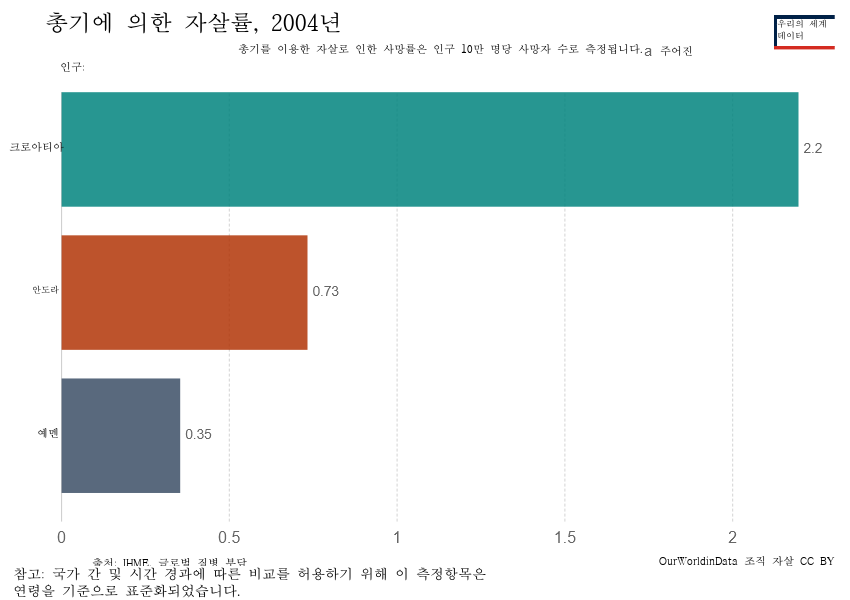 총기에 의한 자살률, 2004년
우리의 세계
데이터
총기를 이용한 자살로 인한 사망률은 인구 10만 명당 사망자 수로 측정됩니다.a 주어진
인구:
크로아티아
2.2
안도라
0.73
예멘
0.35
0 0.5 1 1.5 2
출처: IHME, 글로벌 질병 부담
OurWorldinData 조직 자살 CC BY
참고: 국가 간 및 시간 경과에 따른 비교를 허용하기 위해 이 측정항목은
연령을 기준으로 표준화되었습니다.